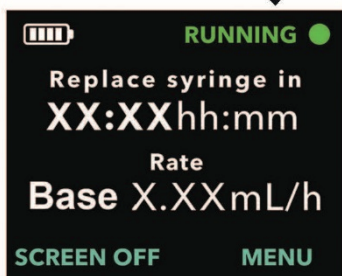 RUNNING
Replace syringe in
XX:XXhh:mm
Rate
Base X.XXmL/h
SCREEN OFF MENU